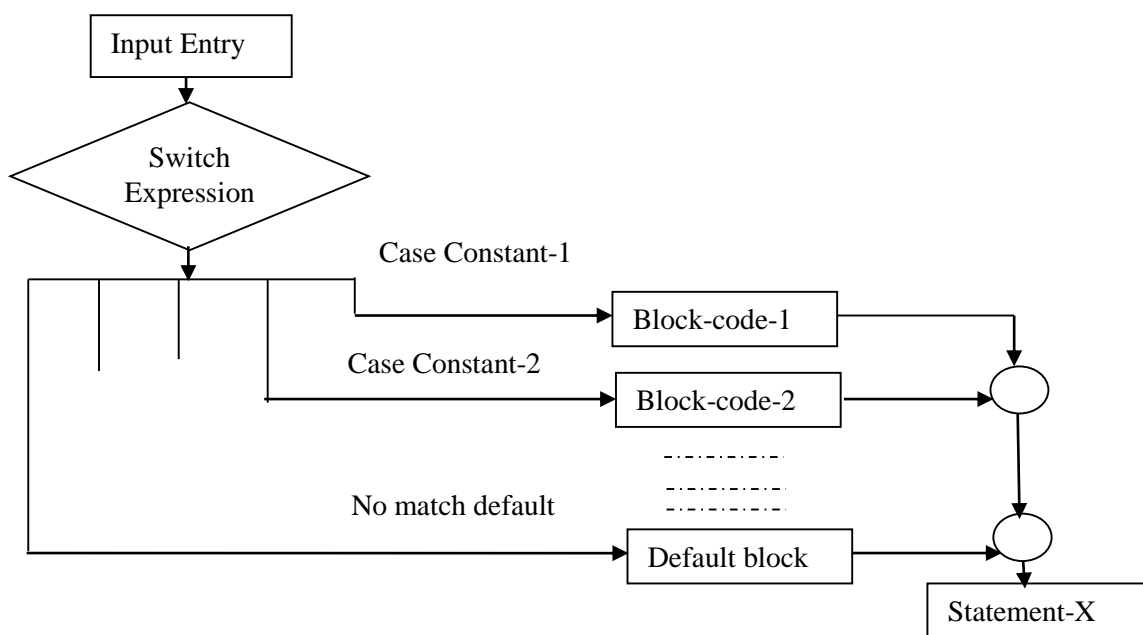 Input Entry
Switch
Expression
Case Constant-1
Block-code-1
Case Constant-2
Block-code-2
No match default
Default block
Statement-X